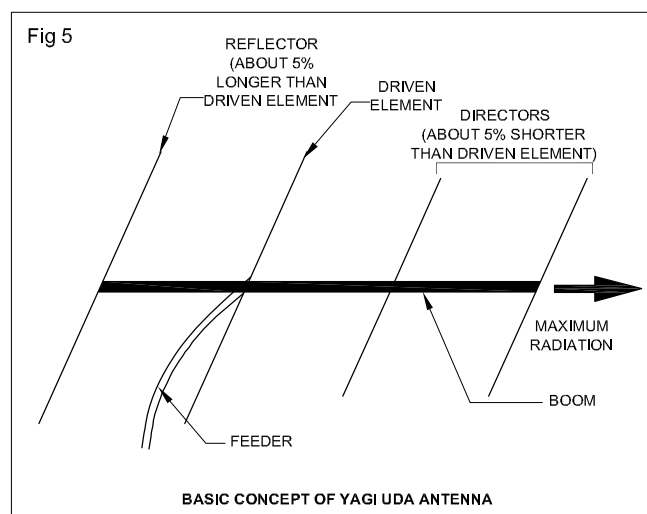 Fig 5
REFLECTOR
(ABOUT 5%
LONGER THAN
DRIVEN ELEMENT
DRIVEN
ELEMENT
DIRECTORS
(ABOUT 5% SHORTER
THAN DRIVEN ELEMENT)
MAXIMUM
RADIATION
BOOM
FEEDER
BASIC CONCEPT OF YAGI UDA ANTENNA